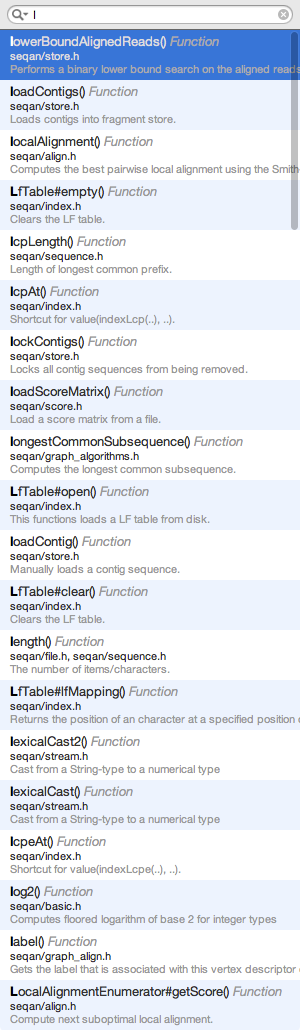 l
lowerBoundAlignedReads() Function
seqan/store.h
Performs a binary lower bound search on the aligned reads
loadContigs() Function
seqan/store.h
Loads contigs into fragment store.
localAlignment() Function
seqan/align.h
Computes the best pairwise local alignment using the Smith
LfTable#empty() Function
seqan/index.h
Clears the LF table.
lcpLength() Function
seqan/sequence.h
Length of longest common prefix.
lcpAt() Function
seqan/index.h
Shortcut for value(indexLcp(..), ..).
lockContigs() Function
seqan/store.h
Locks all contig sequences from being removed.
loadScoreMatrix() Function
seqan/score.h
Load a score matrix from a file.
longestCommonSubsequence() Function
seqan/graph_algorithms.h
Computes the longest common subsequence.
LfTable#open() Function
seqan/index.h
This functions loads a LF table from disk.
loadContig() Function
seqan/store.h
Manually loads a contig sequence.
LfTable#clear() Function
seqan/index.h
Clears the LF table.
length() Function
seqan/file.h, seqan/sequence.h
The number of items/characters.
LfTable#lfMapping() Function
seqan/index.h
Returns the position of an character at a specified position
lexicalCast2() Function
seqan/stream.h
Cast from a String-type to a numerical type
lexicalCast() Function
seqan/stream.h
Cast from a String-type to a numerical type
lcpeAt() Function
seqan/index.h
Shortcut for value(indexLcpe(..), ..).
log2() Function
seqan/basic.h
Computes floored logarithm of base 2 for integer types
label() Function
seqan/graph_align.h
Gets the label that is associated with this vertex descriptor
LocalAlignmentEnumerator#getScore() Function
seqan/align.h
Compute next suboptimal local alignment.